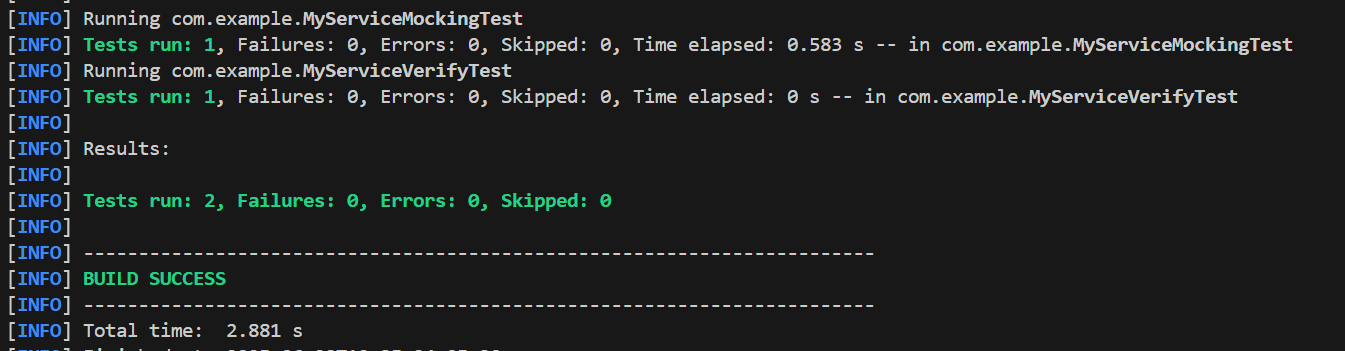 [INFO] Running com.example.MyServiceMockingTest
[INFO] Tests run: 1, Failures: 0, Errors: 0, Skipped: 0, Time elapsed: 0.583 s -- in com.example.MyServiceMockingTest
[INFO] Running com.example.MyServiceVerifyTest
[INFO] Tests run: 1, Failures: 0, Errors: 0, Skipped: 0, Time elapsed: 0 s -- in com.example.MyServiceVerifyTest
[INFO]
[INFO] Results:
[INFO]
[INFO] Tests run: 2, Failures: 0, Errors: 0, Skipped: 0
[INFO]
[INFO] ------------------------------------------------------------------------
[INFO] BUILD SUCCESS
[INFO] ------------------------------------------------------------------------
[INFO] Total time:  2.881 s